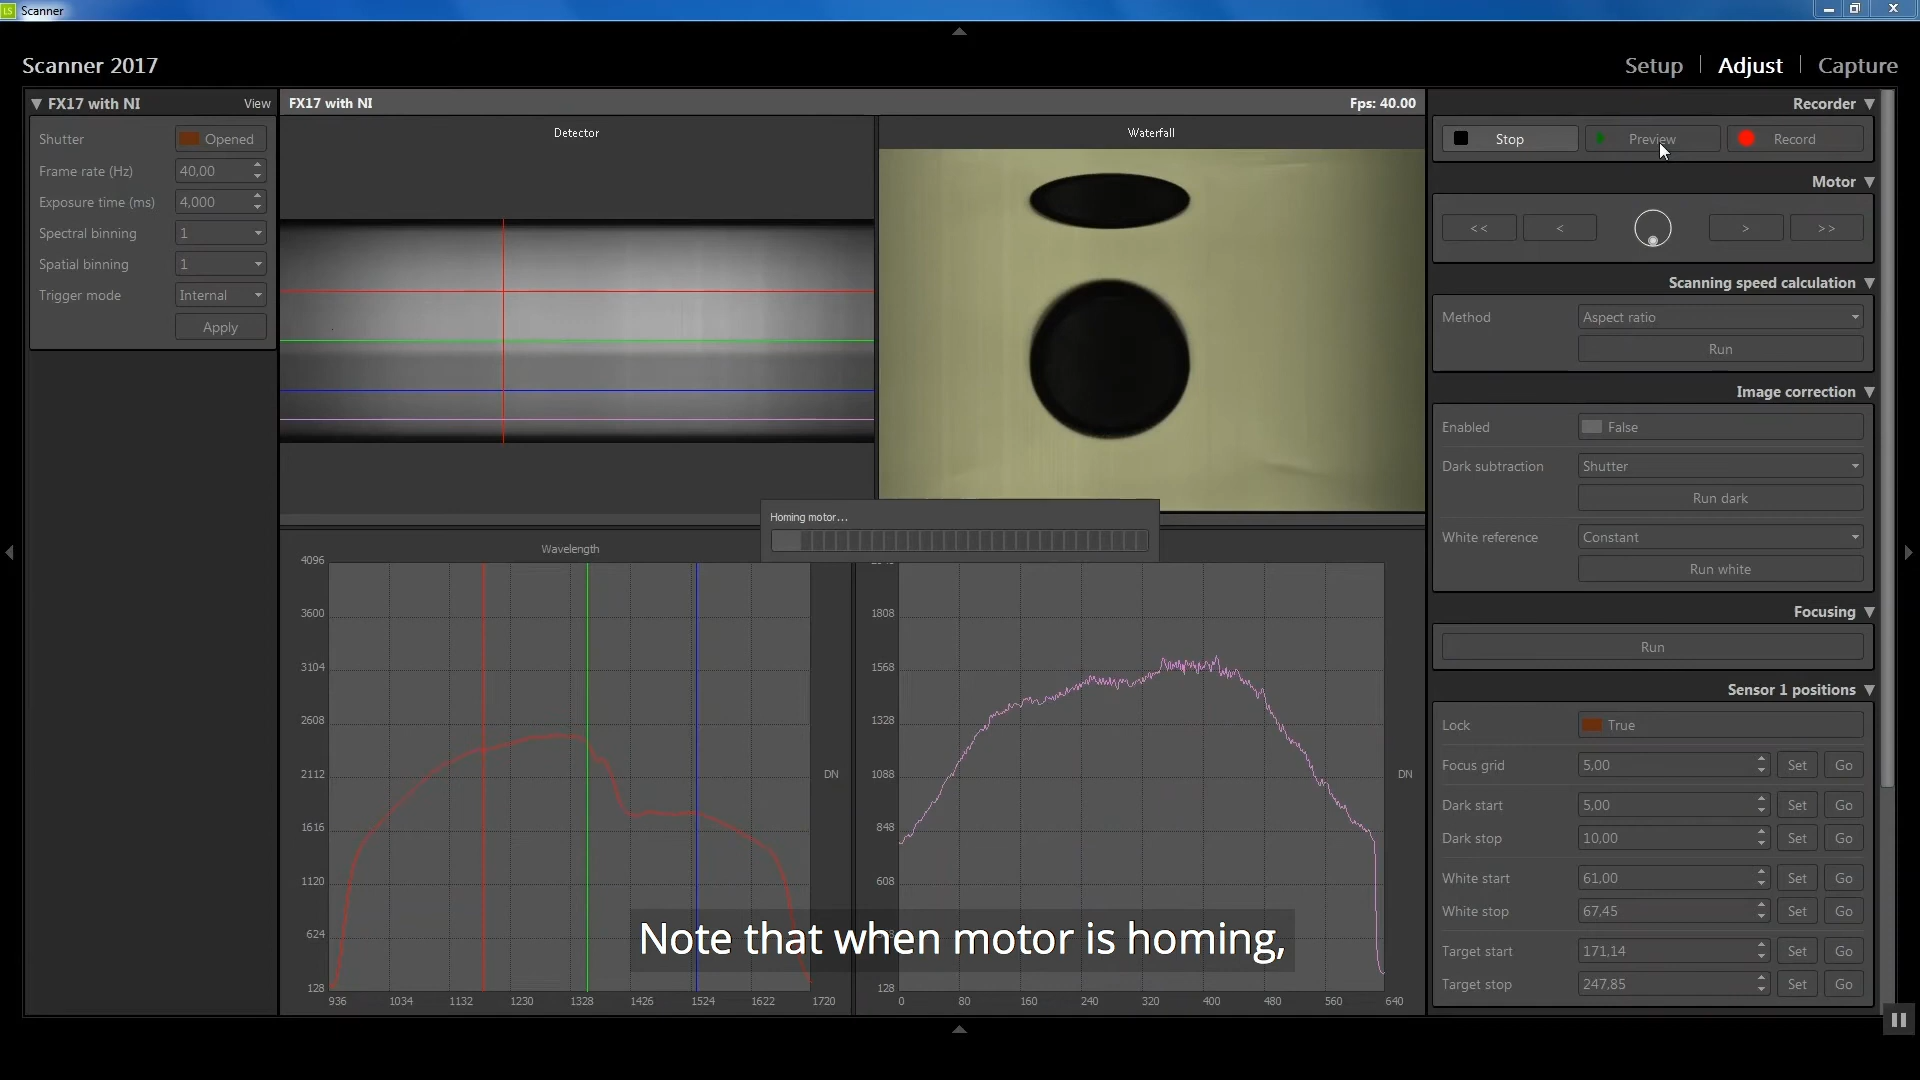 LS Scanner
Scanner 2017
Setup | Adjust | Capture
FX17 with NI View
Shutter Opened
Frame rate (Hz) 40,00
Exposure time (ms) 4,000
Spectral binning 1
Spatial binning 1
Trigger mode Internal
Apply
FX17 with NI Fps: 40.00
Detector
Waterfall
Homing motor...
Wavelength
4096
3600
3104
2608
2112
1616
1120
624
128
936 1034 1132 1230 1328 1426 1524 1622 1720
DN
1808
1568
1328
1088
848
608
128
0 80 160 240 320 400 480 560 640
DN
Note that when motor is homing,
Recorder
Stop Preview Record
Motor
<< < > >>
Scanning speed calculation
Method Aspect ratio
Run
Image correction
Enabled False
Dark subtraction Shutter
Run dark
White reference Constant
Run white
Focusing
Run
Sensor 1 positions
Lock True
Focus grid 5,00 Set Go
Dark start 5,00 Set Go
Dark stop 10,00 Set Go
White start 61,00 Set Go
White stop 67,45 Set Go
Target start 171,14 Set Go
Target stop 247,85 Set Go